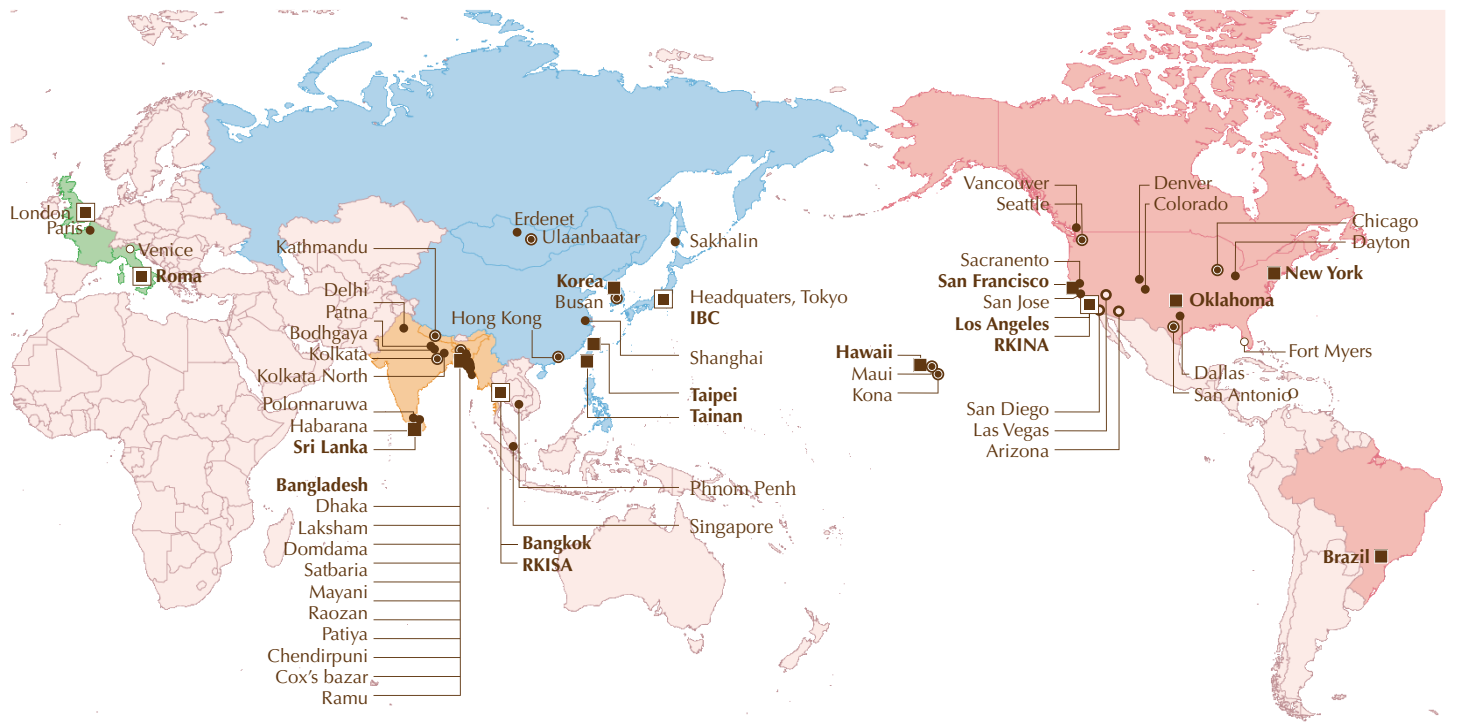 London
Paris
Venice
Roma
Kathmandu
Delhi
Patna
Bodhgaya
Kolkata
Kolkata North
Polonnaruwa
Habarana
Sri Lanka
Bangladesh
Dhaka
Laksham
Domdama
Satbaria
Mayani
Raozan
Patiya
Chendirpuni
Cox's bazar
Ramu
Erdenet
Ulaanbaatar
Sakhalin
Korea
Busan
Hong Kong
Headquaters, Tokyo
IBC
Shanghai
Taipei
Tainan
Phnom Penh
Singapore
Bangkok
RKISA
Hawaii
Maui
Kona
Vancouver
Seattle
Sacranento
San Francisco
San Jose
Los Angeles
RKINA
San Diego
Las Vegas
Arizona
Denver
Colorado
Chicago
Dayton
New York
Oklahoma
Fort Myers
Dallas
San Antonio
Brazil